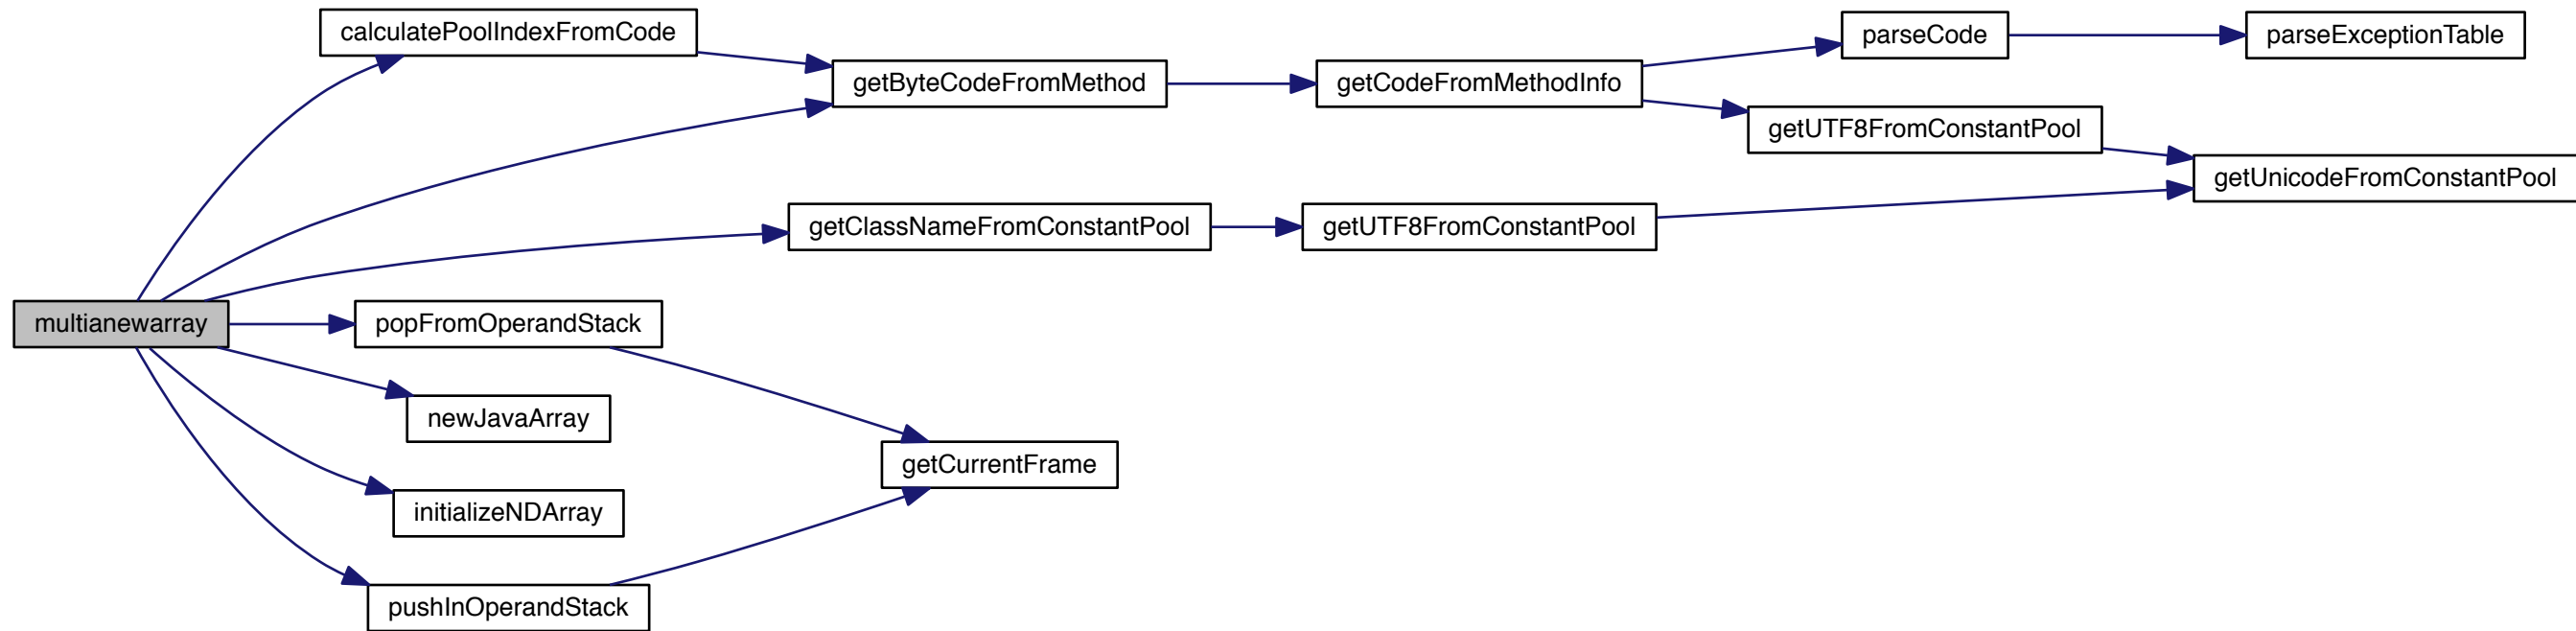 calculatePoolIndexFromCode
parseCode
parseExceptionTable
getByteCodeFromMethod
getCodeFromMethodInfo
getUTF8FromConstantPool
getUnicodeFromConstantPool
getClassNameFromConstantPool
getUTF8FromConstantPool
multianewarray
popFromOperandStack
newJavaArray
getCurrentFrame
initializeNDArray
pushInOperandStack